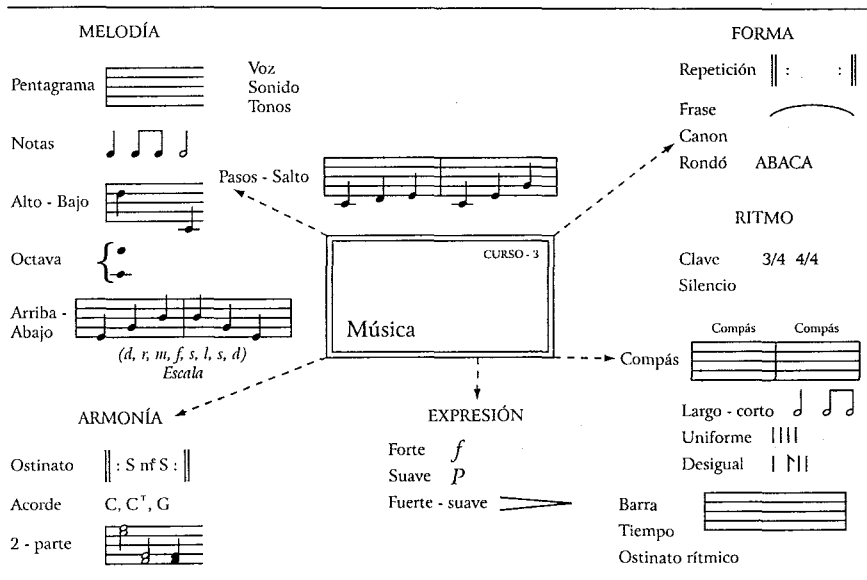 MELODÍA
Pentagrama
Voz
Sonido
Tonos
Notas
Pasos - Salto
Alto - Bajo
Octava
Arriba -
Abajo
(d, r, m, f, s, l, s, d)
Escala
FORMA
Repetición
Frase
Canon
Rondó ABACA
RITMO
Clave 3/4 4/4
Silencio
Compás Compás
Compás
Largo - corto
Uniforme
Desigual
Barra
Tiempo
Ostinato rítmico
CURSO - 3
Música
ARMONÍA
Ostinato : S nf S :
Acorde C, C⁷, G
2 - parte
EXPRESIÓN
Forte f
Suave P
Fuerte - suave